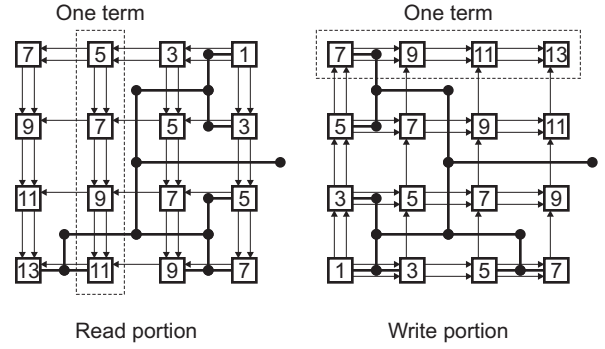 One term
7 5 3 1
9 7 5 3
11 9 7 5
13 11 9 7
Read portion
One term
7 9 11 13
5 7 9 11
3 5 7 9
1 3 5 7
Write portion